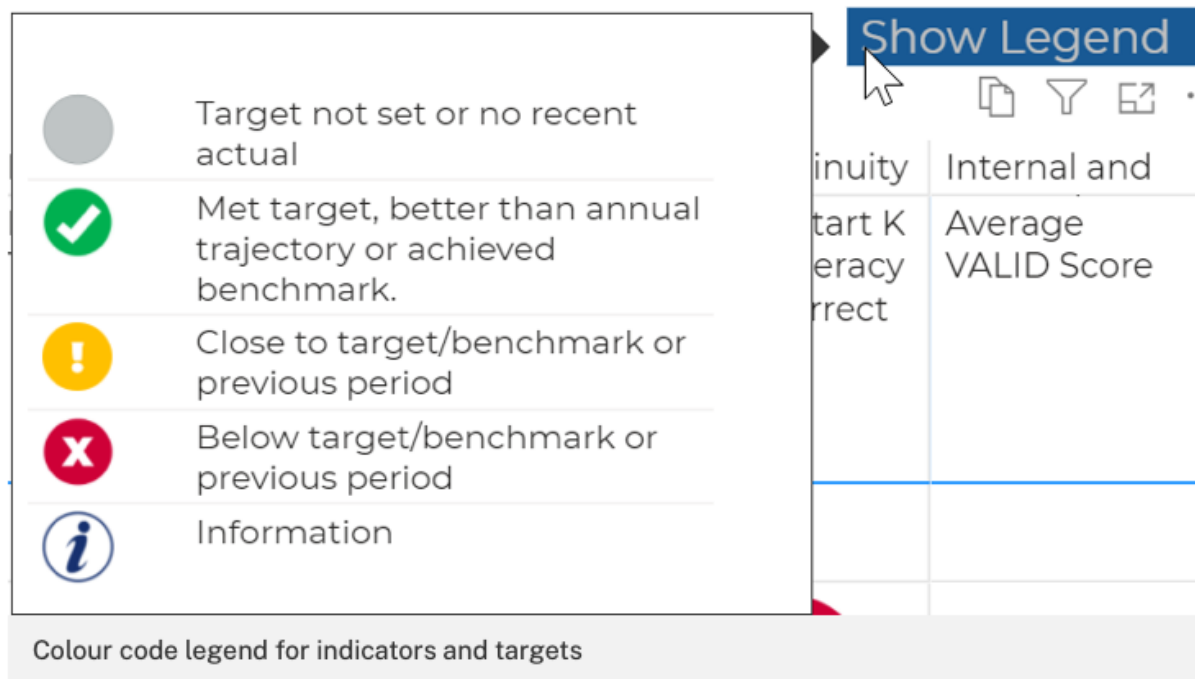 Show Legend
Target not set or no recent
actual
Met target, better than annual
trajectory or achieved
benchmark.
Close to target/benchmark or
previous period
Below target/benchmark or
previous period
Information
inuity
tart K
eracy
rrect
Internal and
Average
VALID Score
Colour code legend for indicators and targets